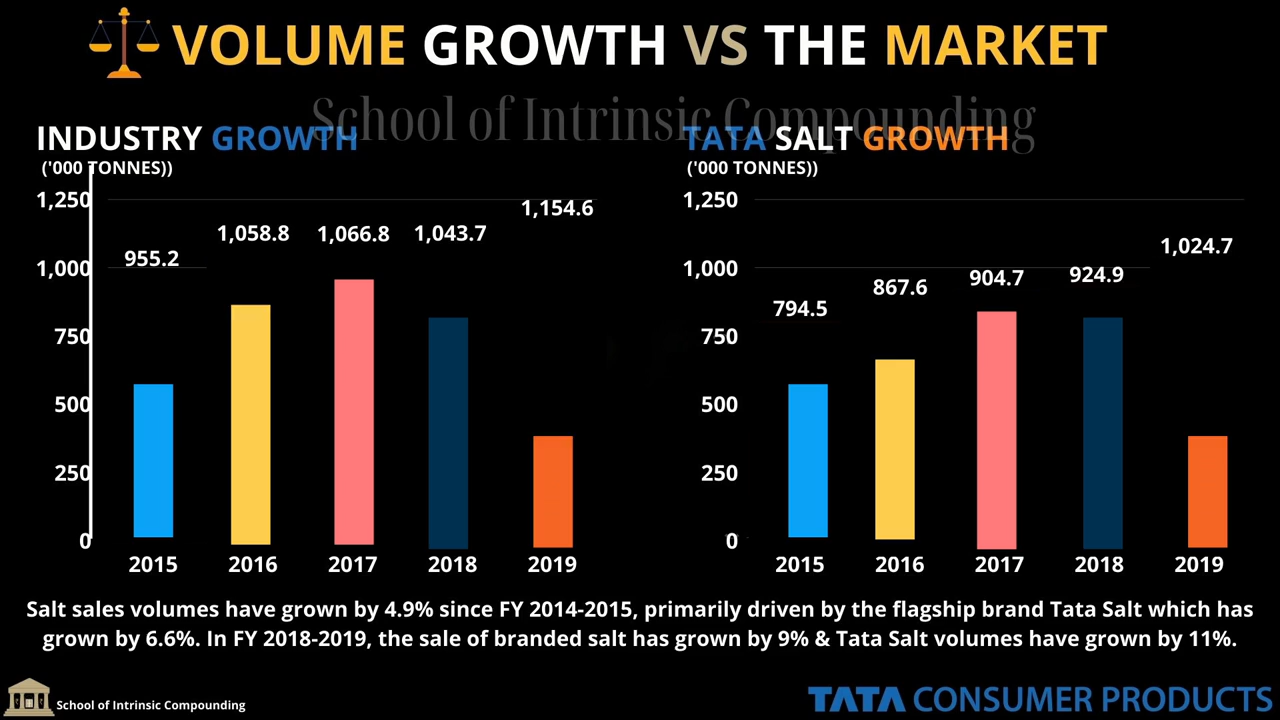 VOLUME GROWTH VS THE MARKET
School of Intrinsic Compounding
INDUSTRY GROWTH
('000 TONNES))
1,250
1,000
750
500
250
0
955.2
1,058.8
1,066.8
1,043.7
1,154.6
2015 2016 2017 2018 2019
TATA SALT GROWTH
('000 TONNES))
1,250
1,000
750
500
250
0
794.5
867.6
904.7
924.9
1,024.7
2015 2016 2017 2018 2019
Salt sales volumes have grown by 4.9% since FY 2014-2015, primarily driven by the flagship brand Tata Salt which has
grown by 6.6%. In FY 2018-2019, the sale of branded salt has grown by 9% & Tata Salt volumes have grown by 11%.
School of Intrinsic Compounding
TATA CONSUMER PRODUCTS